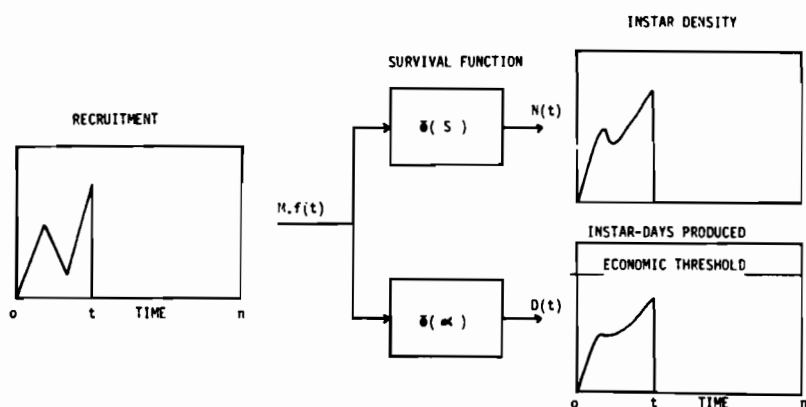 RECRUITMENT
o t TIME n
M.f(t)
SURVIVAL FUNCTION
Φ( S )
N(t)
Φ( α )
D(t)
INSTAR DENSITY
INSTAR-DAYS PRODUCED
ECONOMIC THRESHOLD
o t TIME n